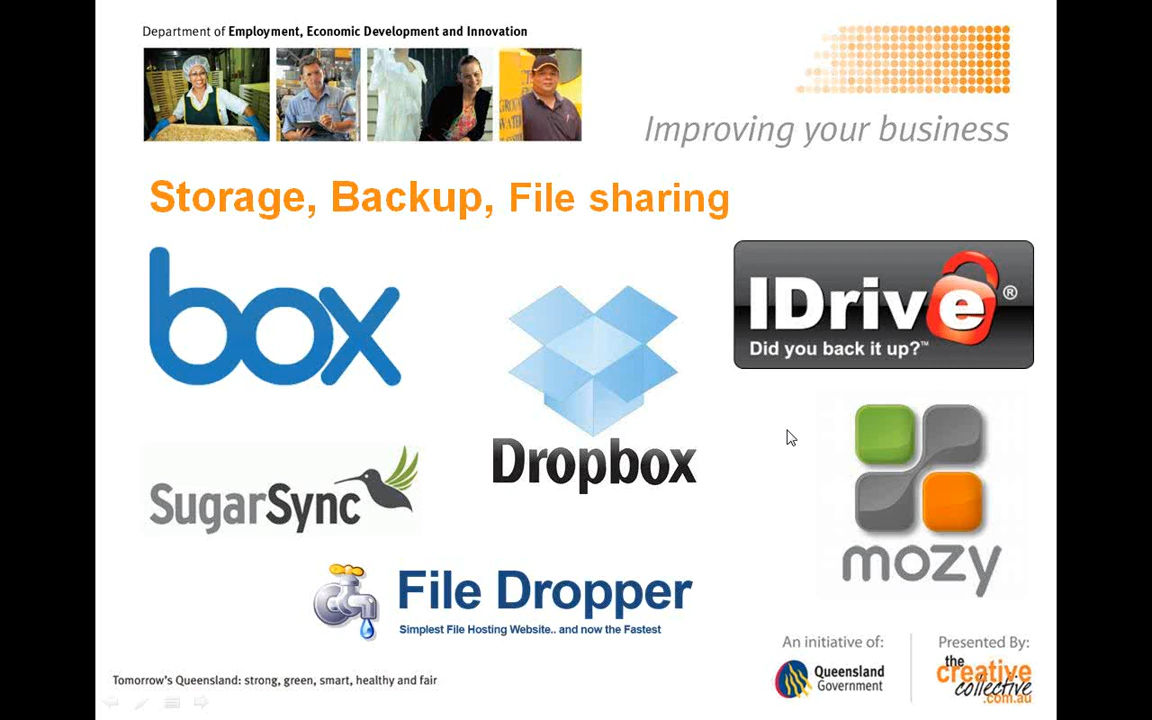 Department of Employment, Economic Development and Innovation
Improving your business
Storage, Backup, File sharing
box
Dropbox
IDrive®
Did you back it up?™
SugarSync
mozy
File Dropper
Simplest File Hosting Website.. and now the Fastest
An initiative of:
Queensland
Government
Presented By:
the
creative
collective
.com.au
Tomorrow's Queensland: strong, green, smart, healthy and fair